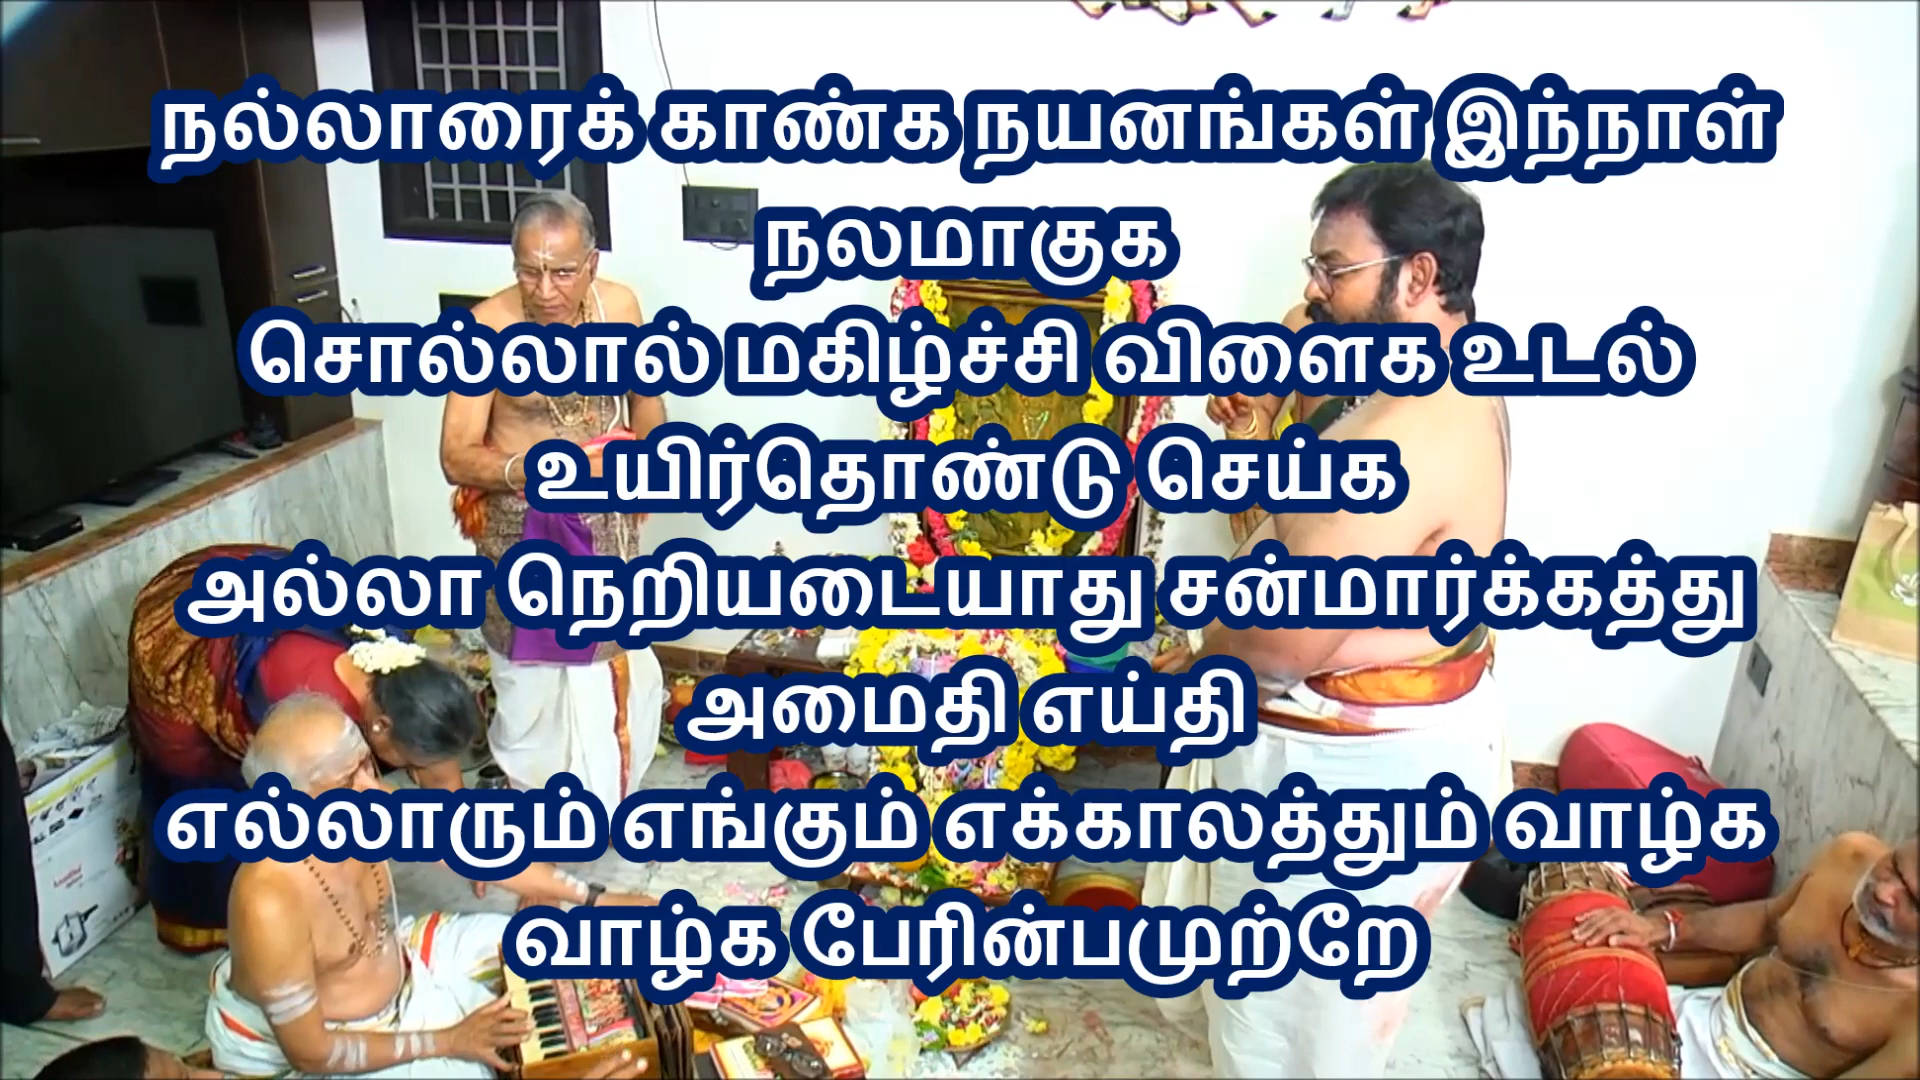 நல்லாரைக் காண்க நயனங்கள் இந்நாள்
நலமாகுக
சொல்லால் மகிழ்ச்சி விளைக உடல்
உயிர்தொண்டு செய்க
அல்லா நெறியடையாது சன்மார்க்கத்து
அமைதி எய்தி
எல்லாரும் எங்கும் எக்காலத்தும் வாழ்க
வாழ்க பேரின்பமுற்றே